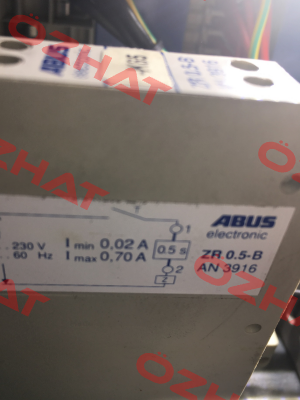 ABUS
ABUS
electronic
1
.. 230 V I min 0,02 A 0.5 s ZR 0.5-B
.. 60 Hz I max 0,70 A 2 AN 3916
Z
OZHAT